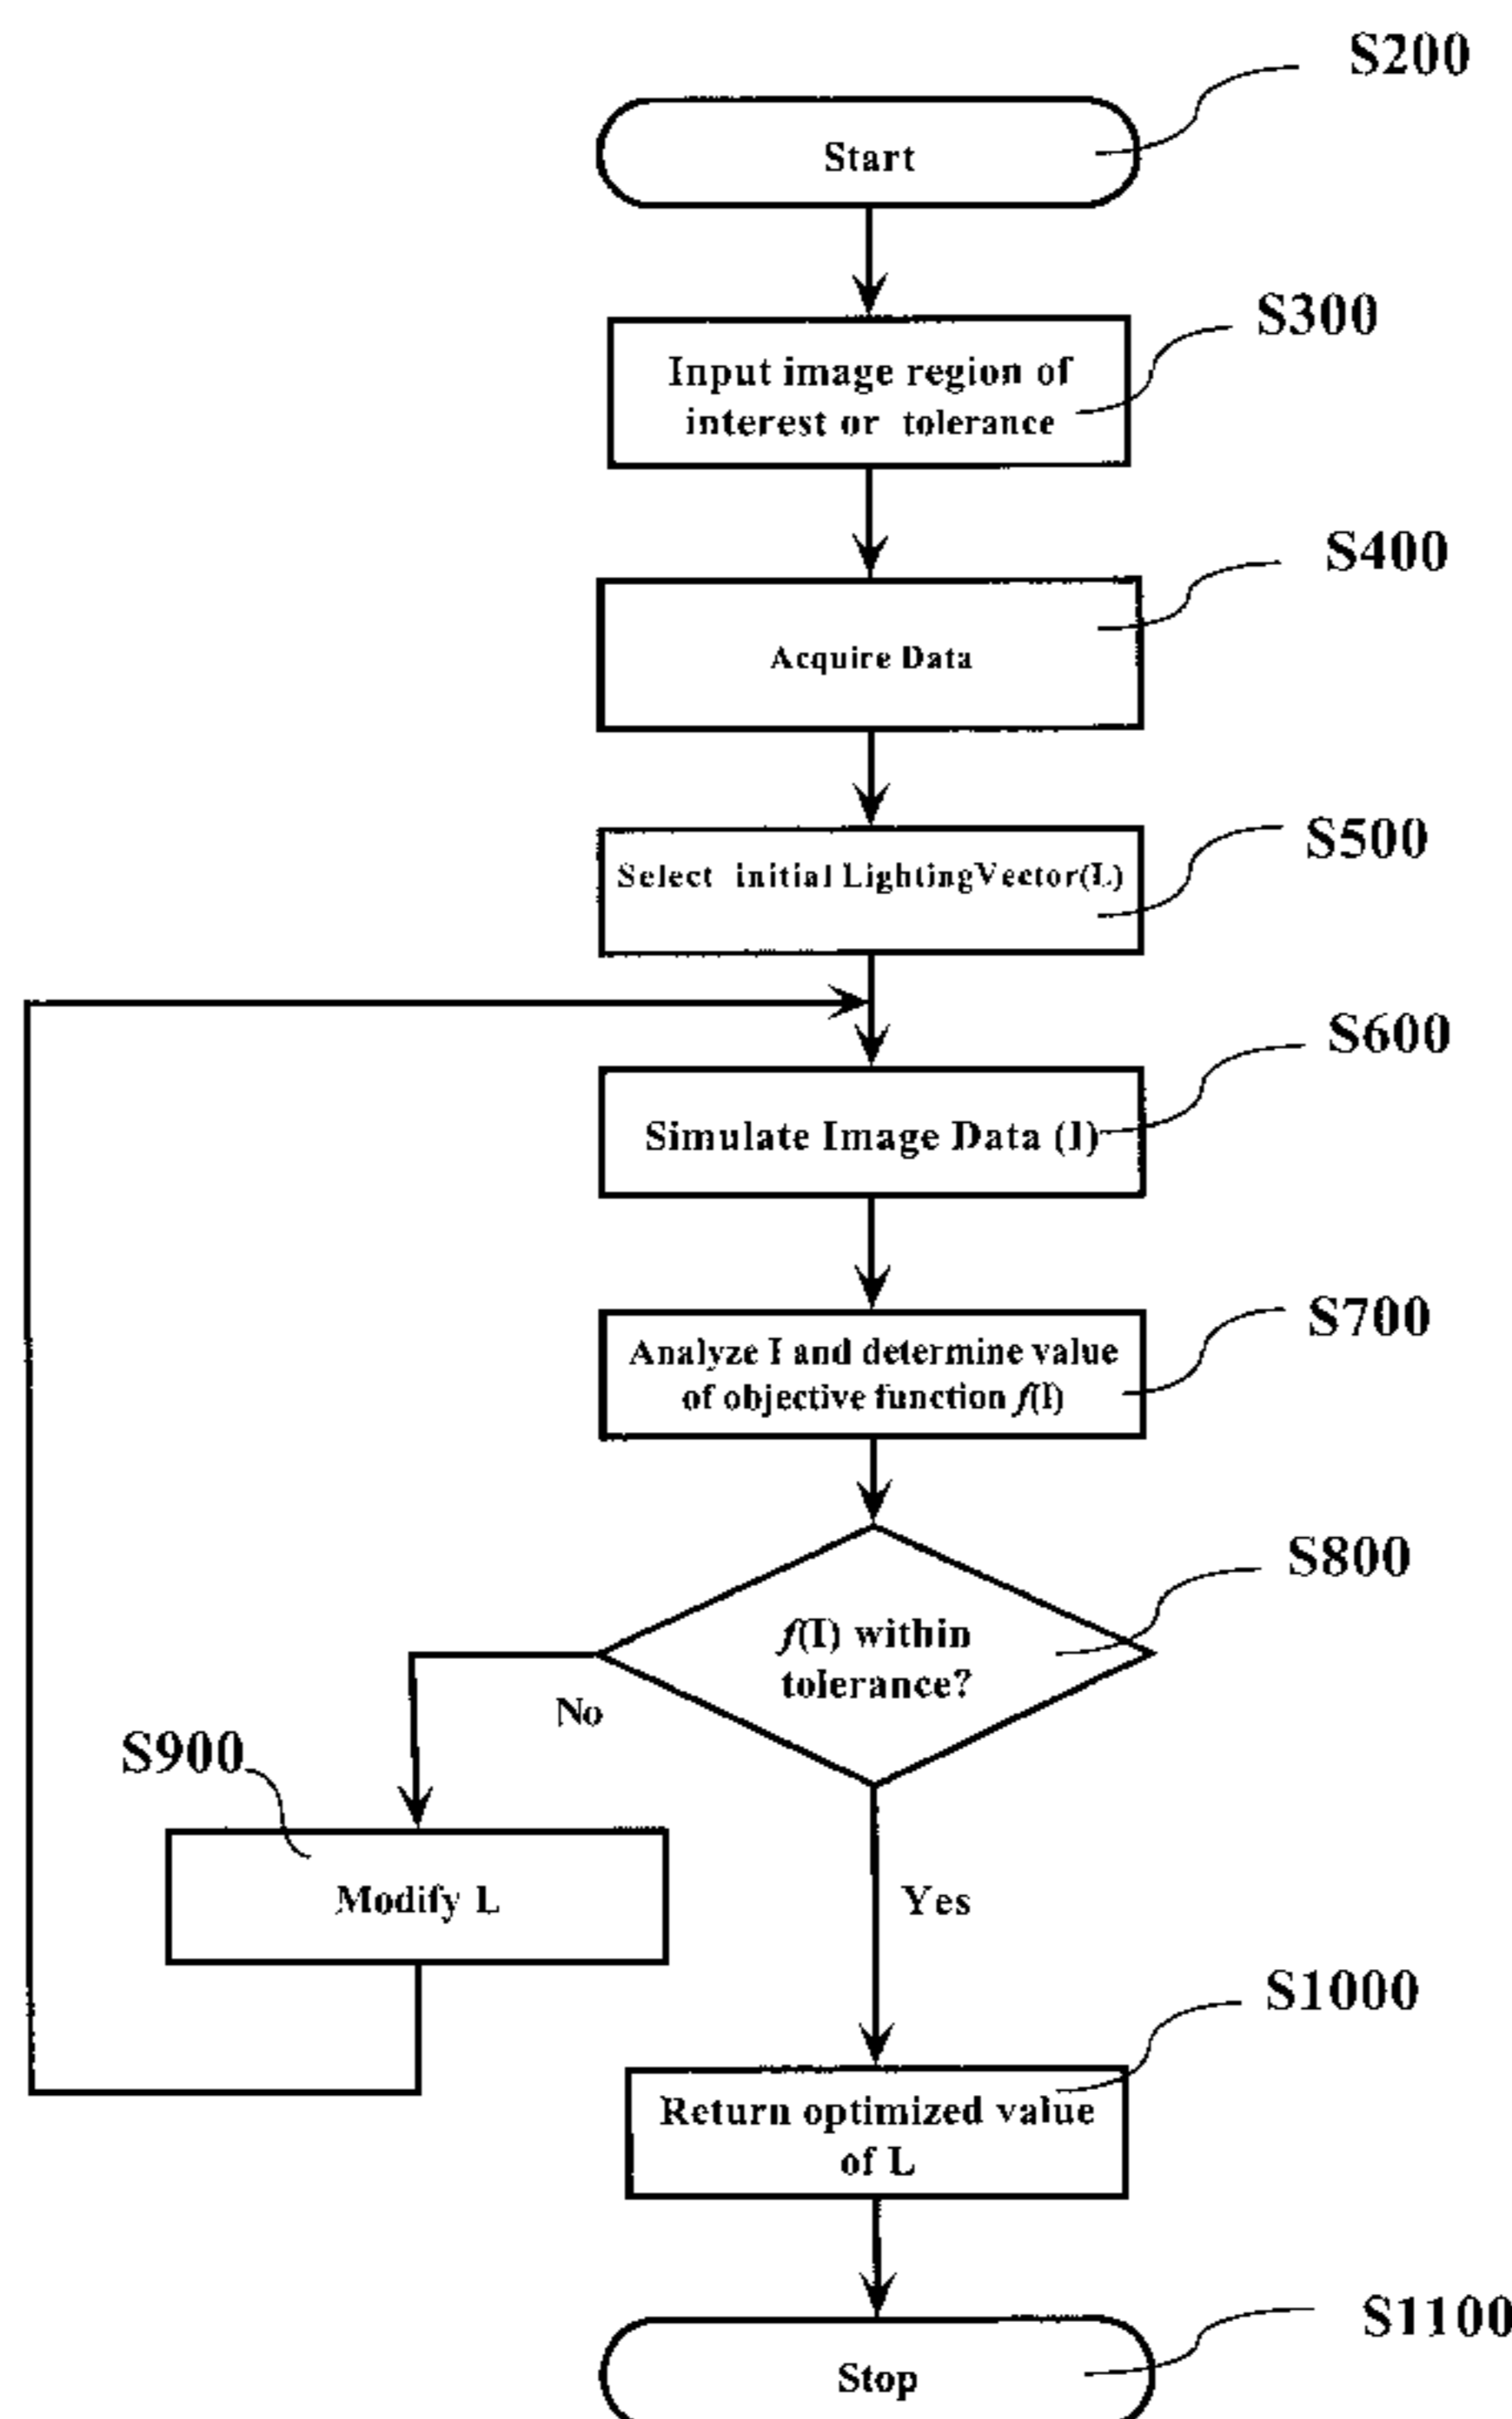 S200
Start
S300
Input image region of
interest or tolerance
S400
Acquire Data
S500
Select initial LightingVector(L)
S600
Simulate Image Data (I)
S700
Analyze I and determine value
of objective function f(I)
S800
f(I) within
tolerance?
No
S900
Modify L
Yes
S1000
Return optimized value
of L
S1100
Stop